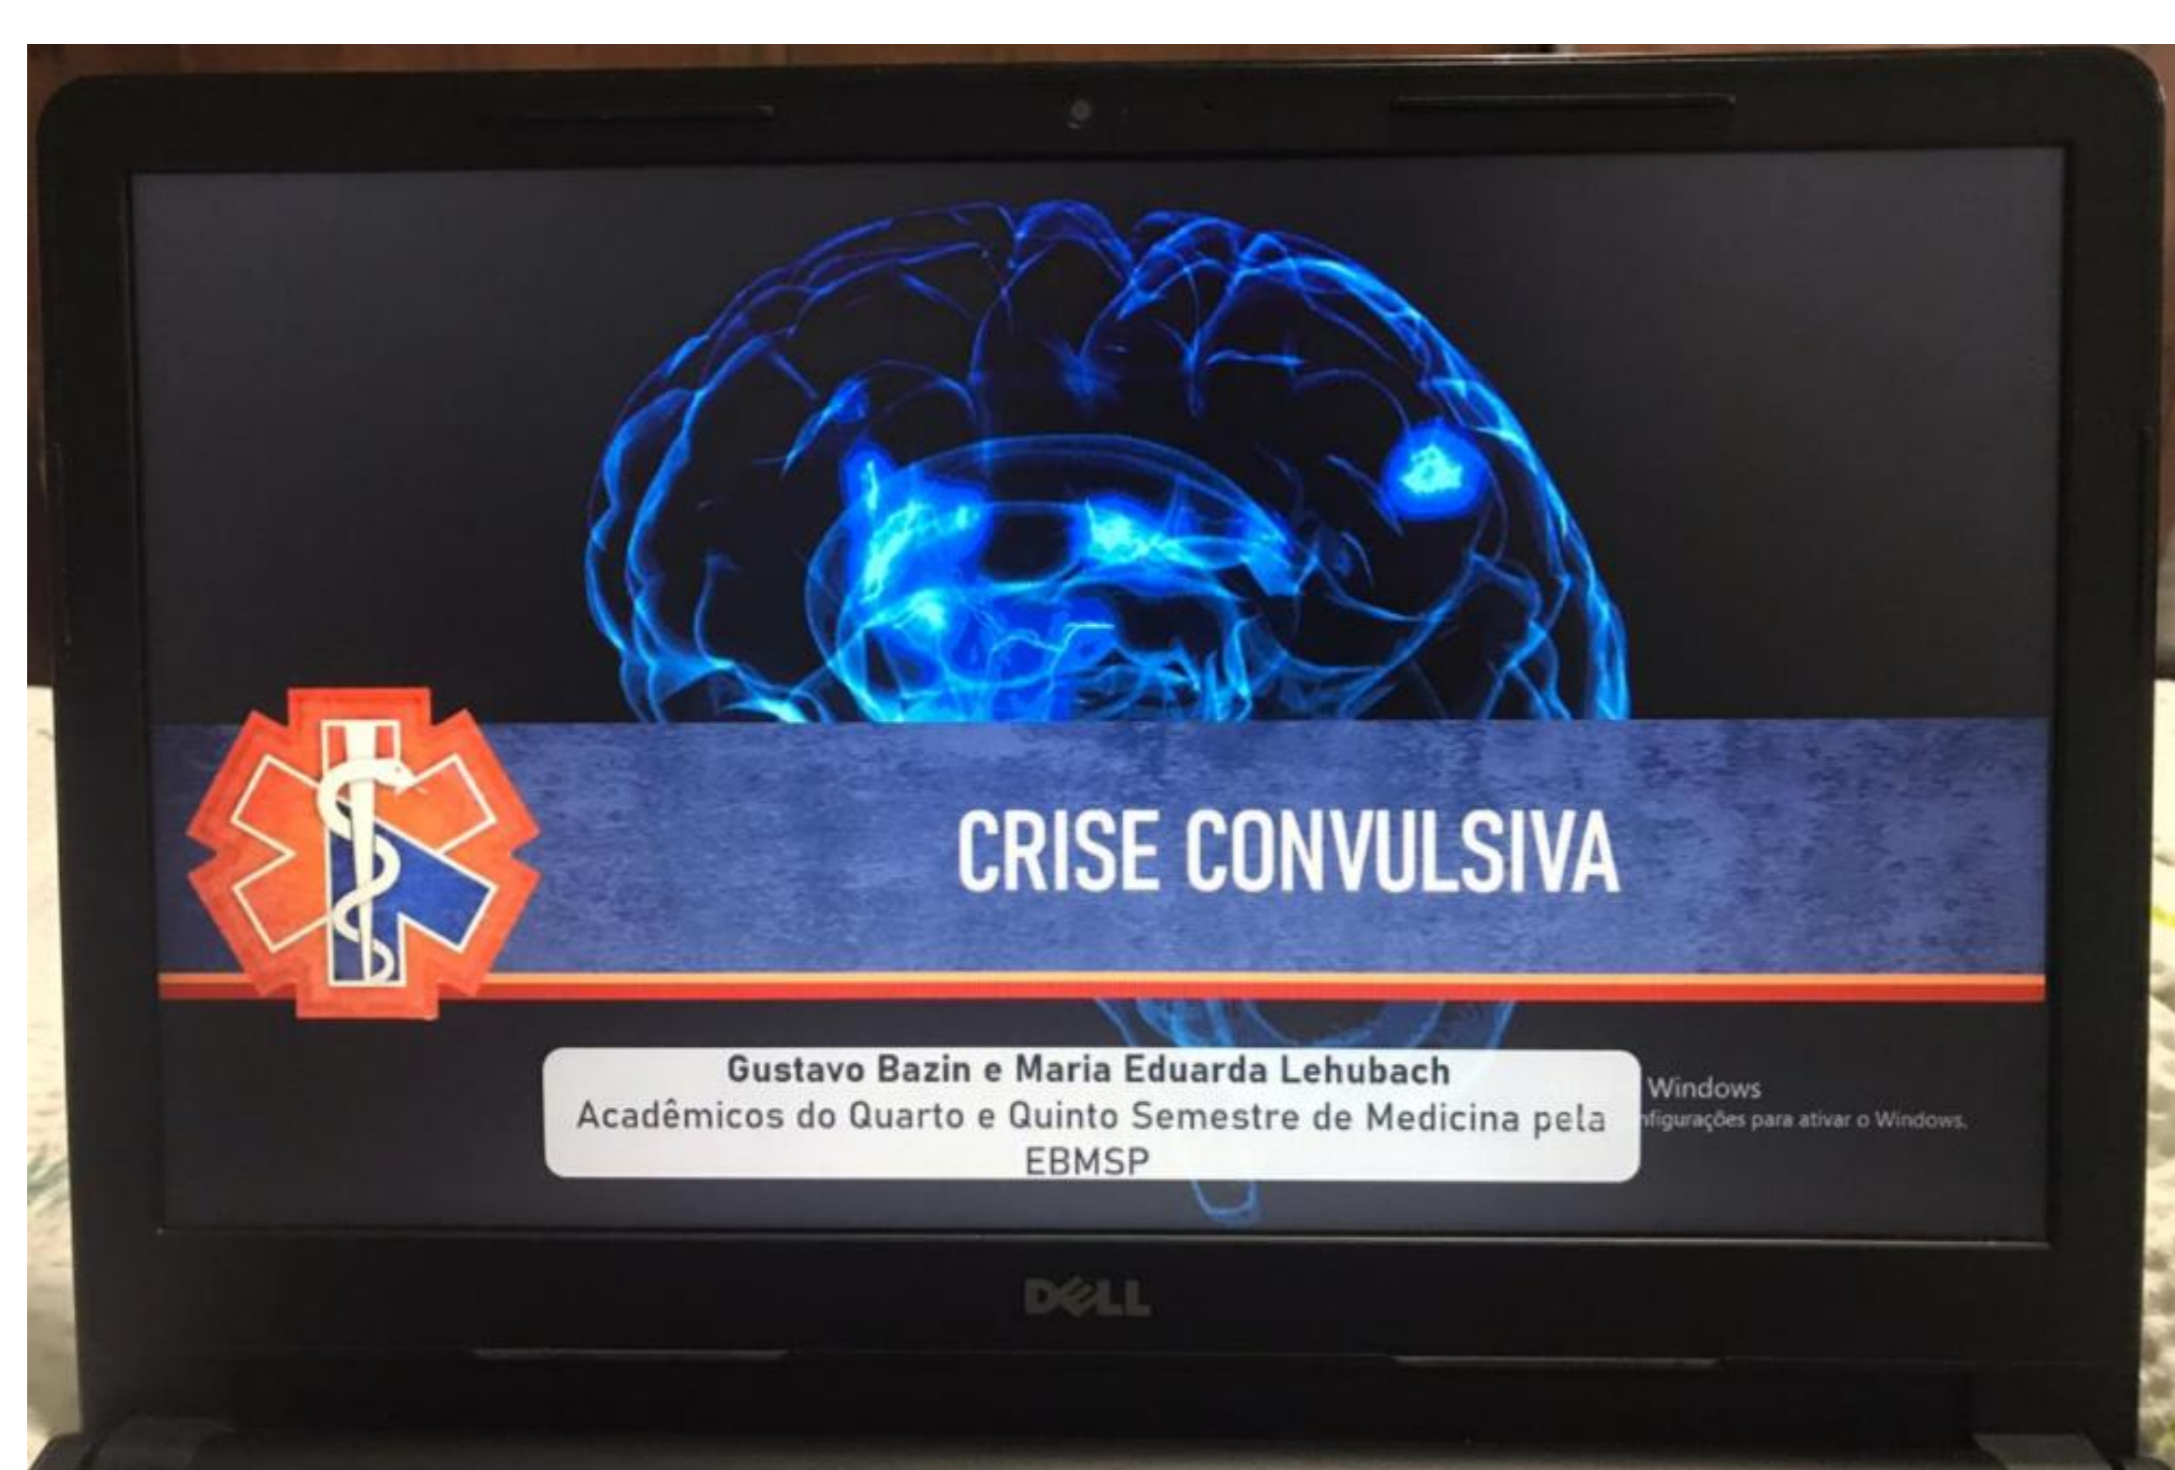 CRISE CONVULSIVA
Gustavo Bazin e Maria Eduarda Lehubach
Acadêmicos do Quarto e Quinto Semestre de Medicina pela
EBMSP
Windows
para ativar o Windows.
DELL